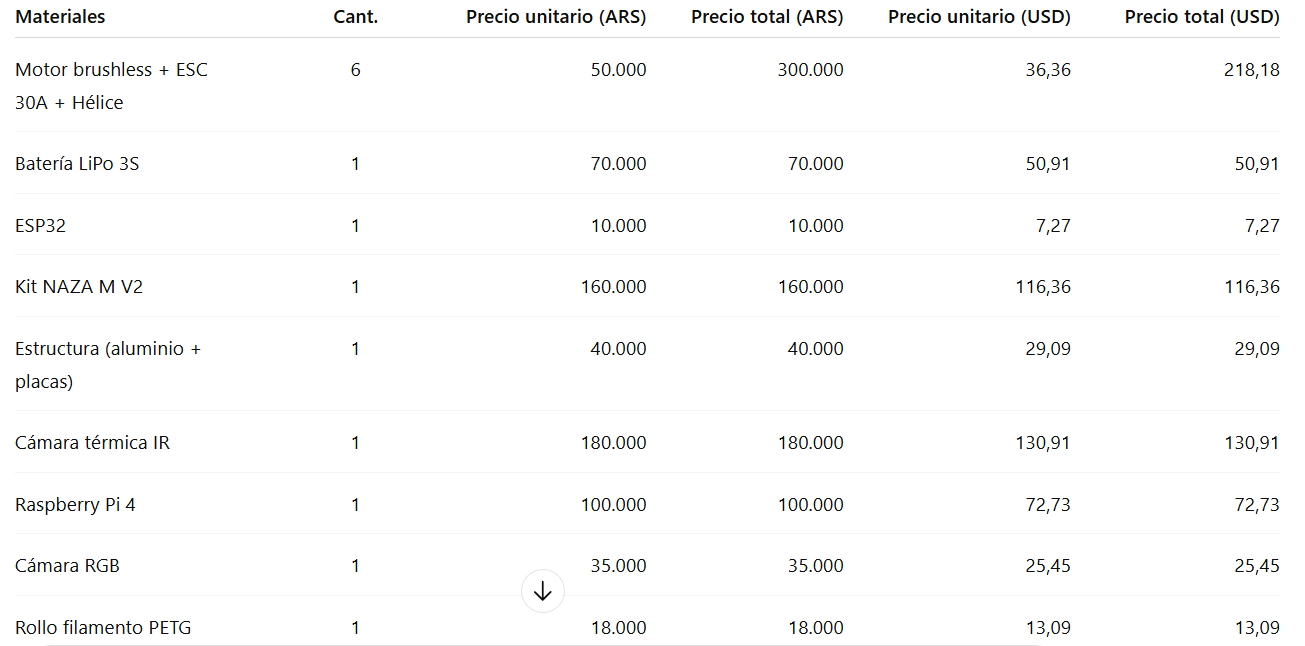 Materiales Cant. Precio unitario (ARS) Precio total (ARS) Precio unitario (USD) Precio total (USD)
Motor brushless + ESC 6 50.000 300.000 36,36 218,18
30A + Hélice
Batería LiPo 3S 1 70.000 70.000 50,91 50,91
ESP32 1 10.000 10.000 7,27 7,27
Kit NAZA M V2 1 160.000 160.000 116,36 116,36
Estructura (aluminio + 1 40.000 40.000 29,09 29,09
placas)
Cámara térmica IR 1 180.000 180.000 130,91 130,91
Raspberry Pi 4 1 100.000 100.000 72,73 72,73
Cámara RGB 1 35.000 35.000 25,45 25,45
Rollo filamento PETG 1 18.000 18.000 13,09 13,09